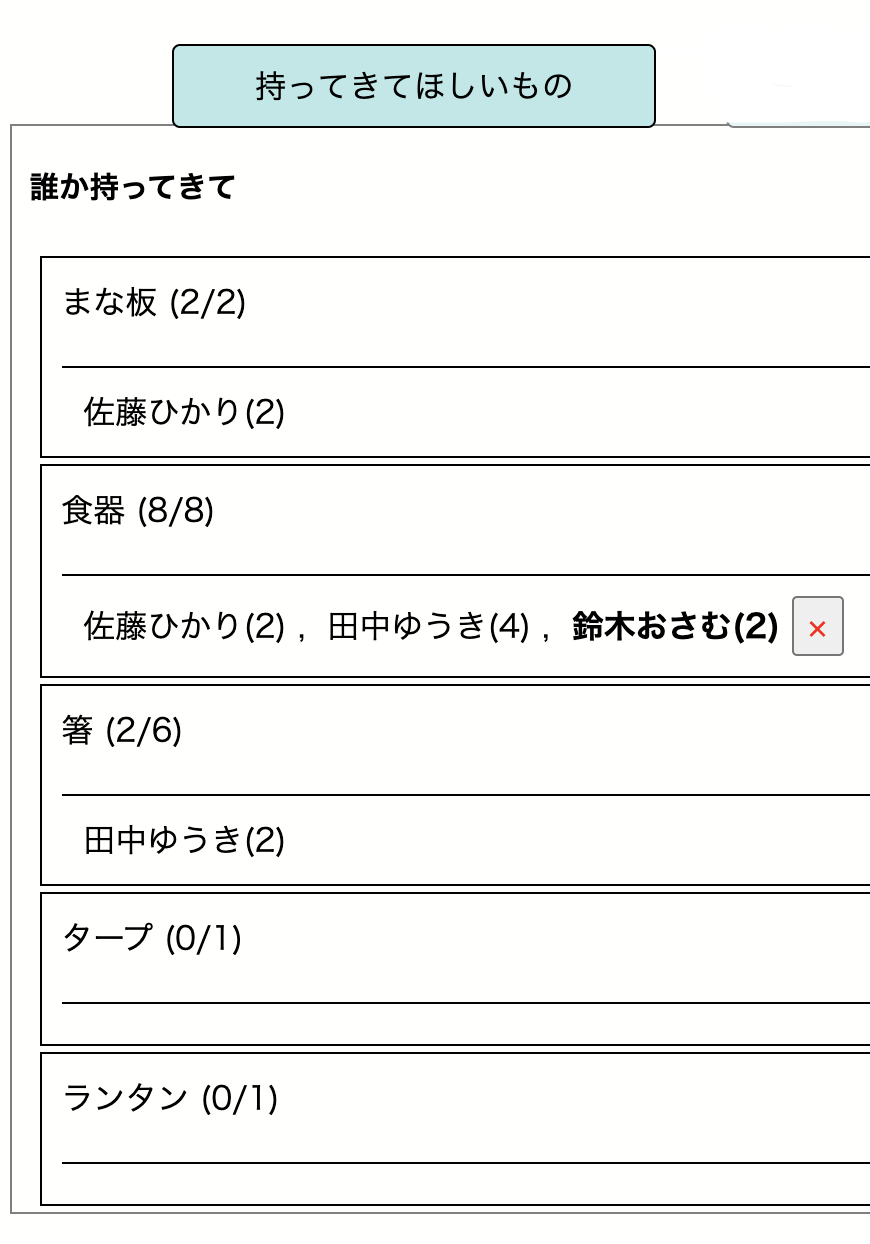 持ってきてほしいもの
誰か持ってきて
まな板 (2/2)
佐藤ひかり(2)
食器 (8/8)
佐藤ひかり(2) , 田中ゆうき(4) , 鈴木おさむ(2) ×
箸 (2/6)
田中ゆうき(2)
タープ (0/1)
ランタン (0/1)